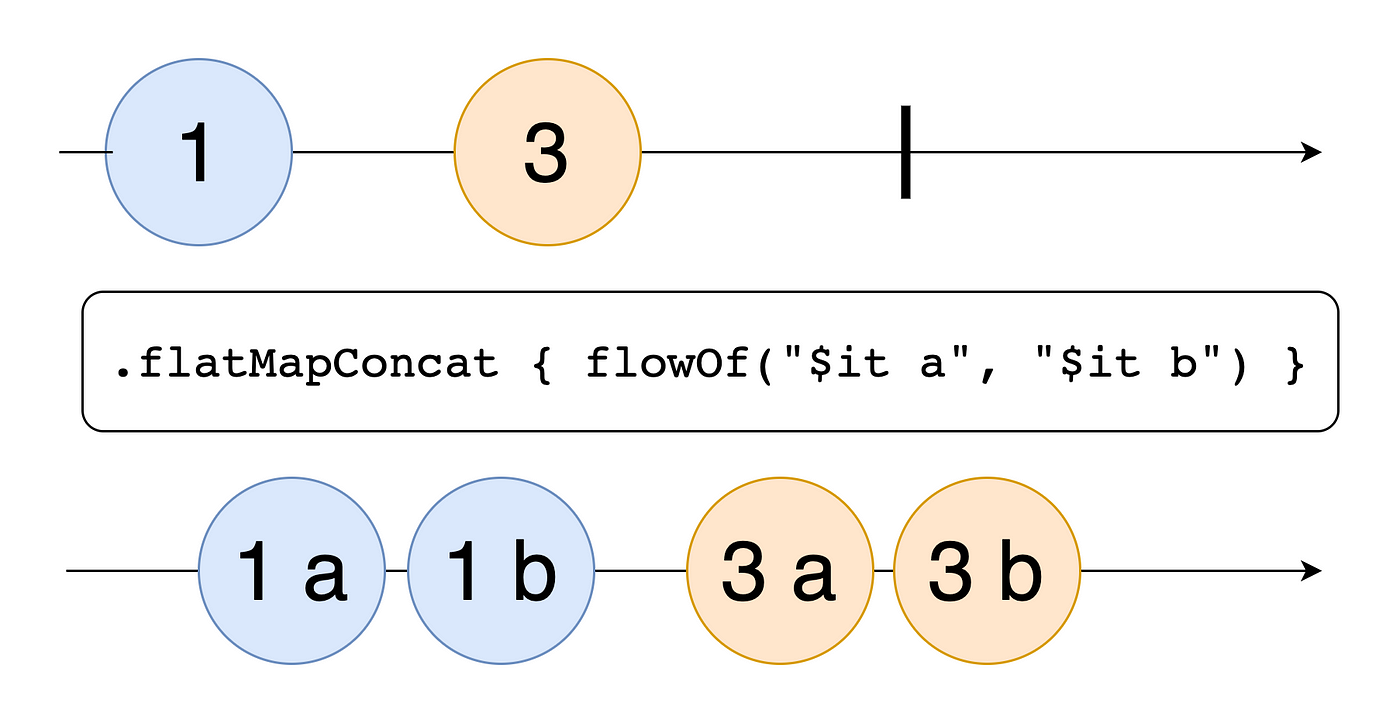 1 3
.flatMapConcat { flowOf("$it a", "$it b") }
1 a 1 b 3 a 3 b